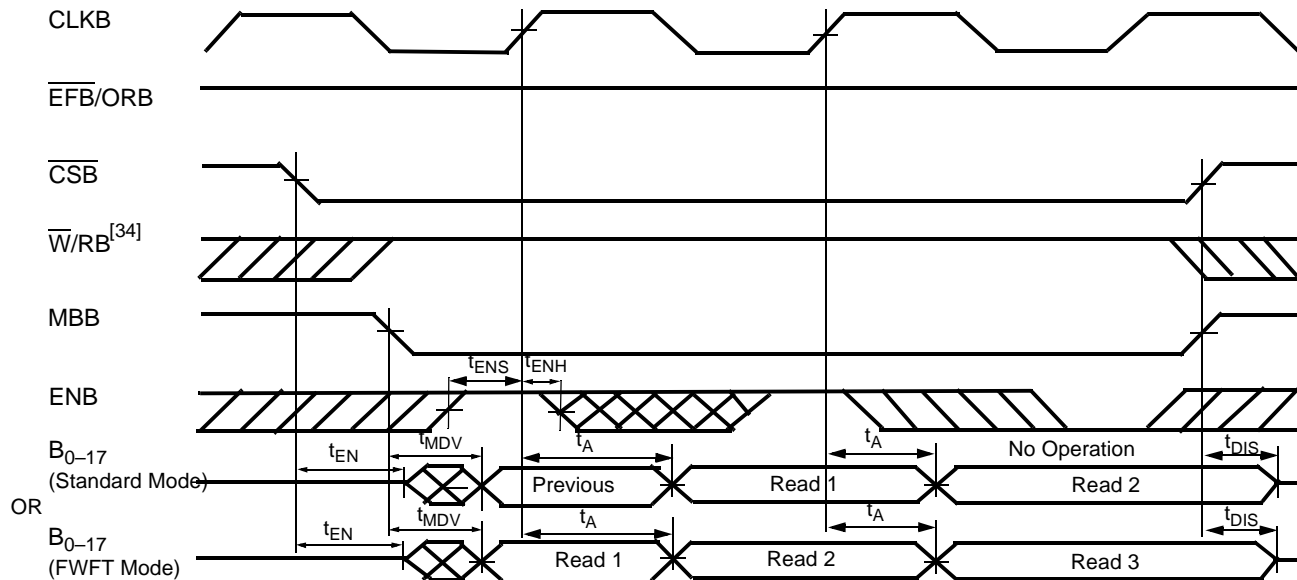 CLKB
EFB/ORB
CSB
W/RB[34]
MBB
tENS tENH
ENB
tMDV
B0–17
(Standard Mode)
tEN
tA
tA
No Operation
tDIS
Previous
Read 1
Read 2
OR
B0–17
(FWFT Mode)
tEN
tMDV
tA
tA
tDIS
Read 1
Read 2
Read 3